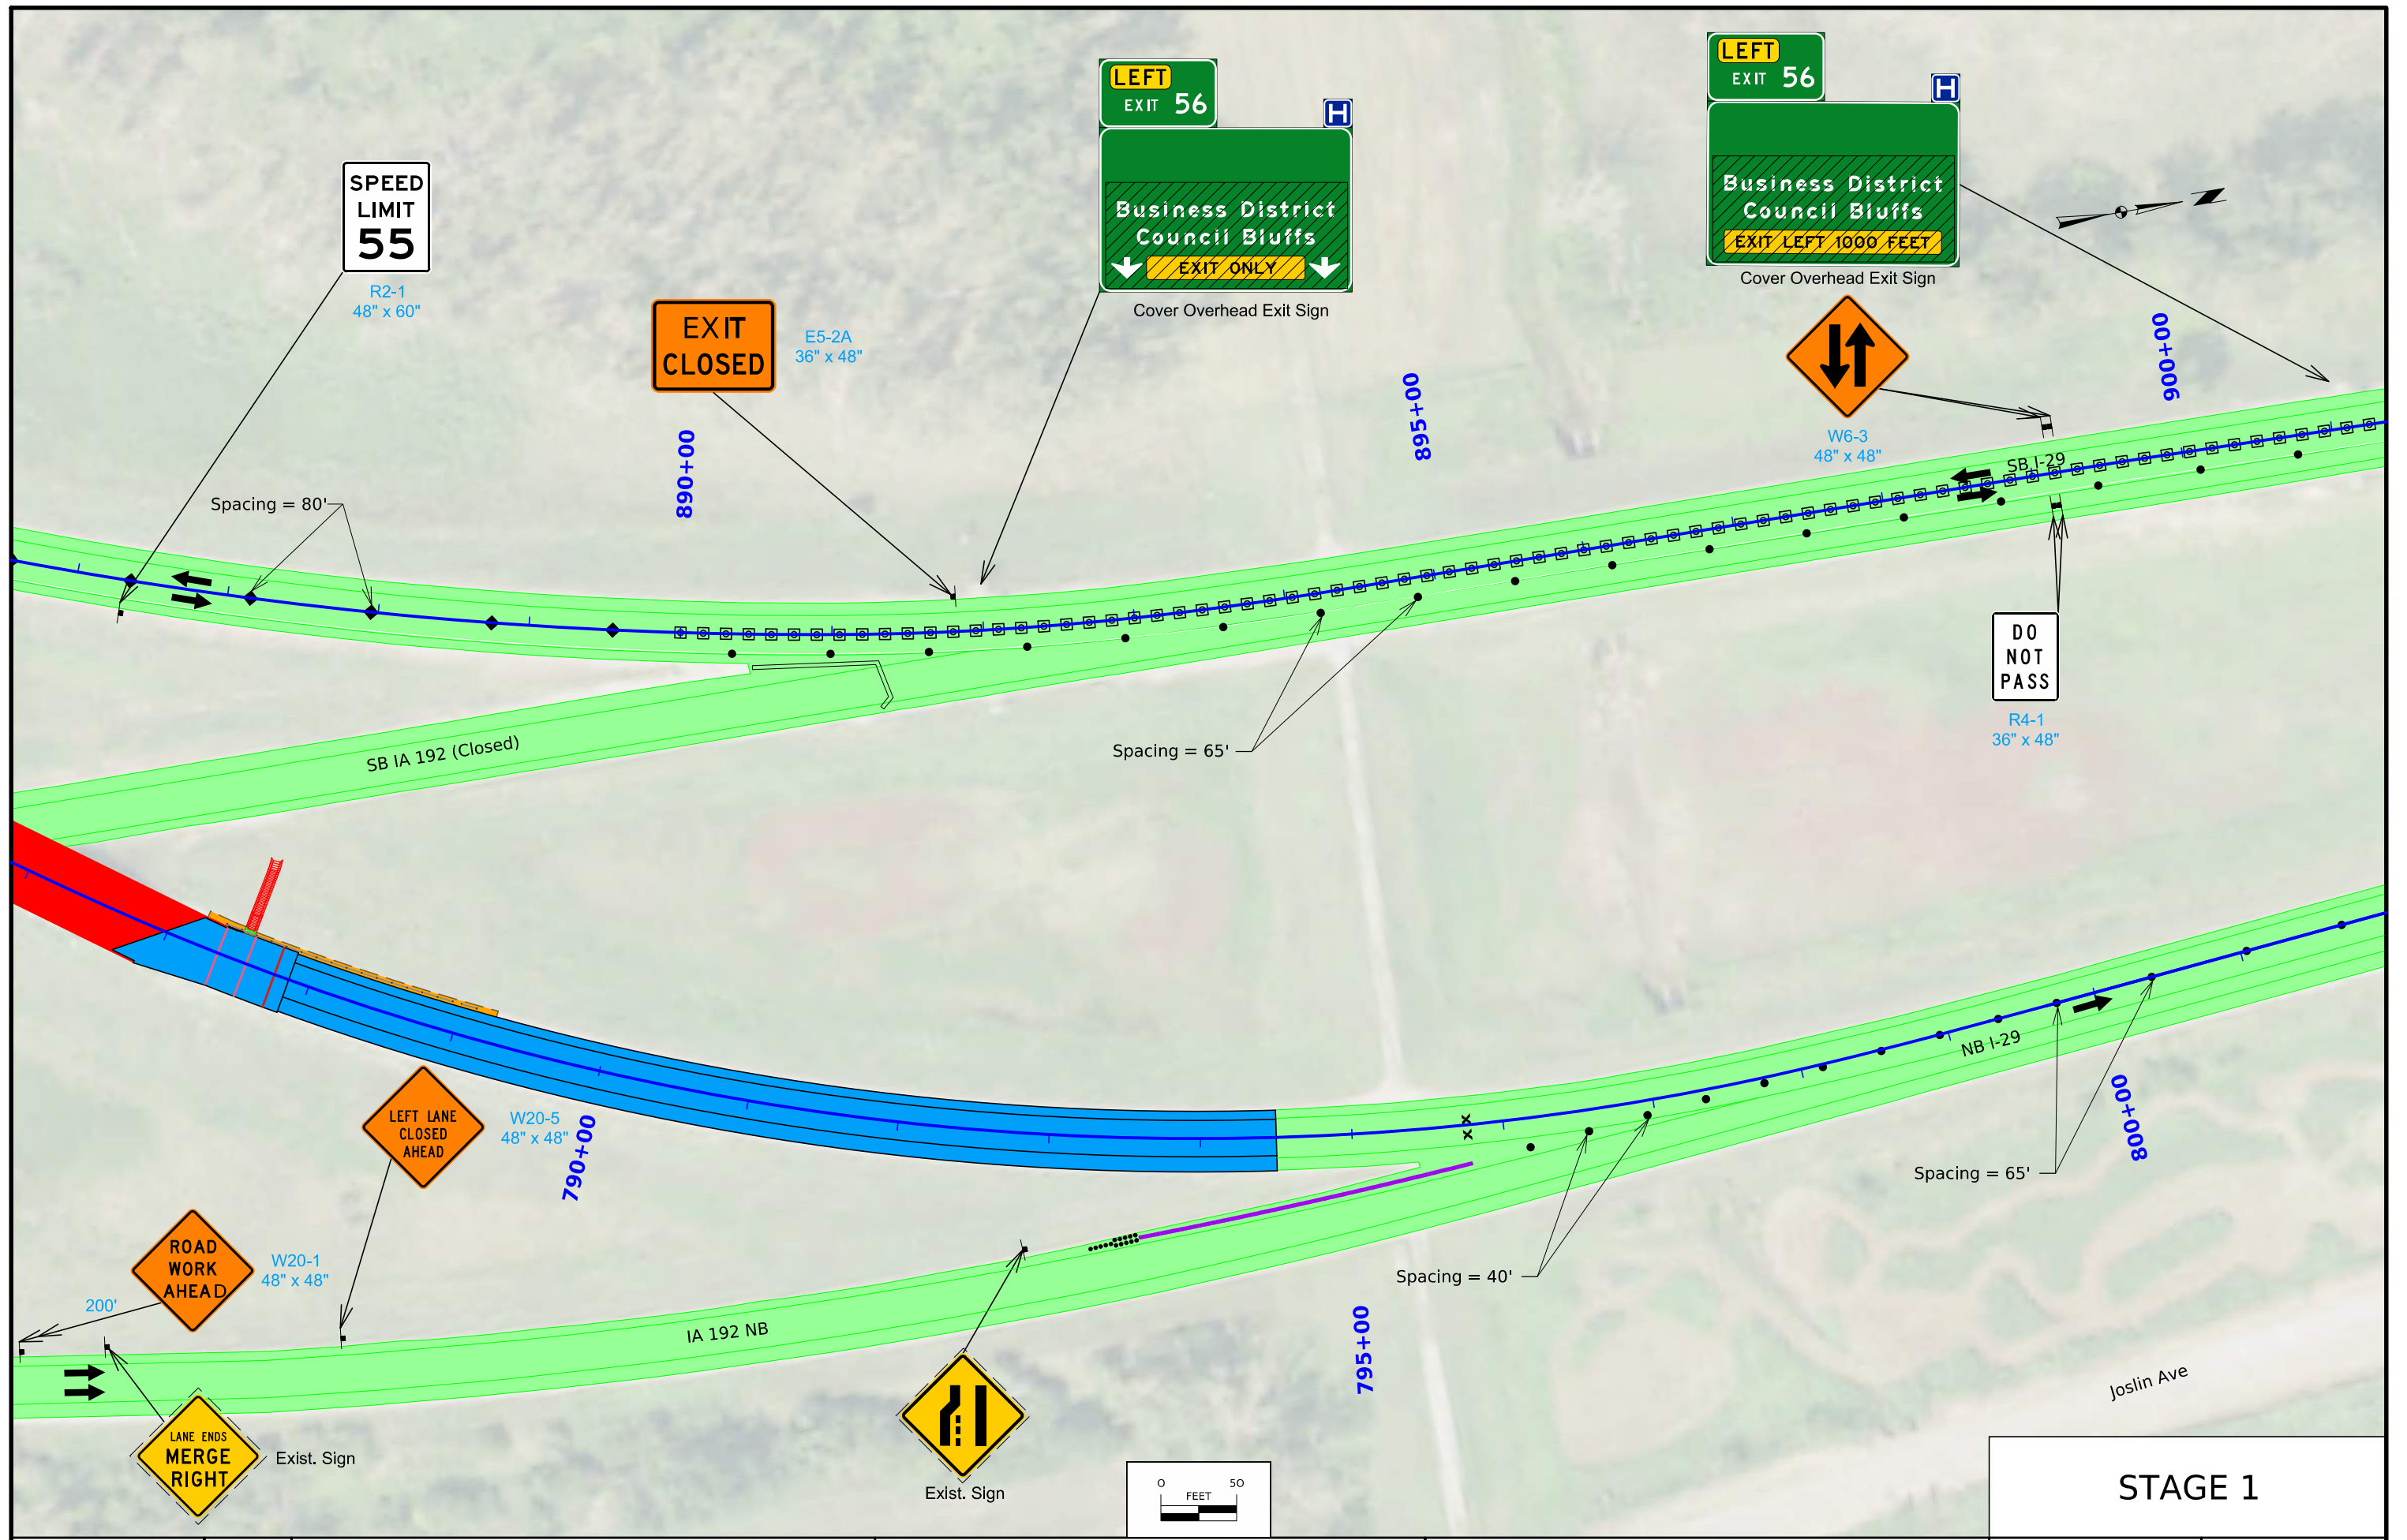 LEFT
EXIT 56
H
Business District
Council Bluffs
EXIT LEFT 1000 FEET
Cover Overhead Exit Sign
LEFT
EXIT 56
H
Business District
Council Bluffs
EXIT ONLY
Cover Overhead Exit Sign
SPEED
LIMIT
55
R2-1
48" x 60"
EXIT
CLOSED
E5-2A
36" x 48"
W6-3
48" x 48"
890+00
895+00
900+00
SB I-29
Spacing = 80'
DO
NOT
PASS
R4-1
36" x 48"
Spacing = 65'
SB IA 192 (Closed)
NB I-29
LEFT LANE
CLOSED
AHEAD
W20-5
48" x 48"
790+00
800+00
Spacing = 65'
ROAD
WORK
AHEAD
W20-1
48" x 48"
200'
Spacing = 40'
IA 192 NB
795+00
Joslin Ave
LANE ENDS
MERGE
RIGHT
Exist. Sign
Exist. Sign
0 50
FEET
STAGE 1